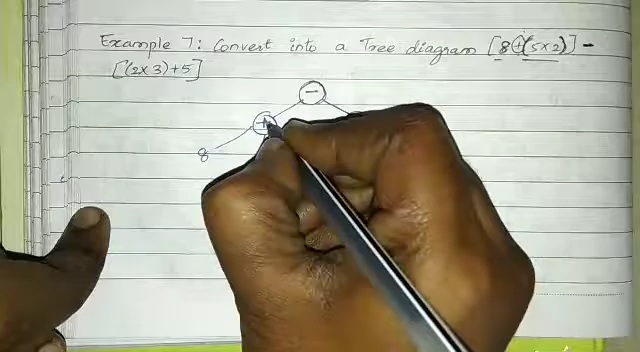 Example 7: Convert into a Tree diagram [8+(5x2)] -
[(2x3)+5]
-
+
8